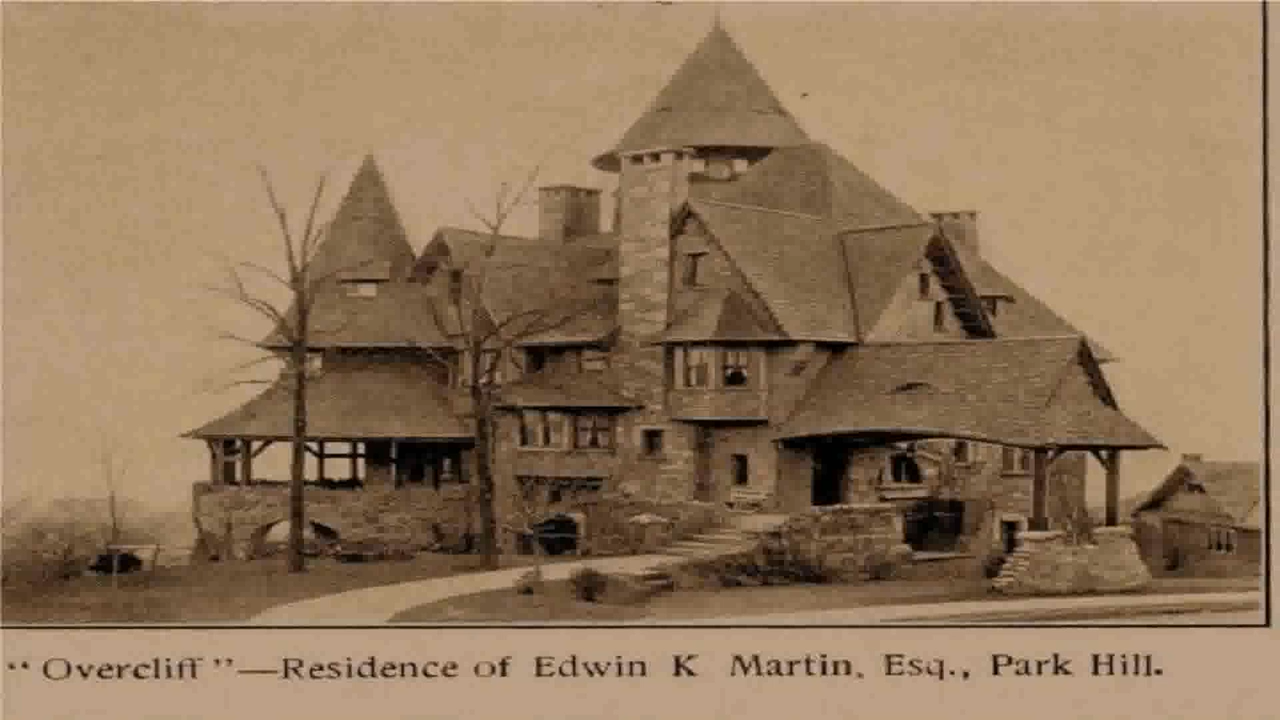 “ Overcliff ”—Residence of Edwin K Martin, Esq., Park Hill.